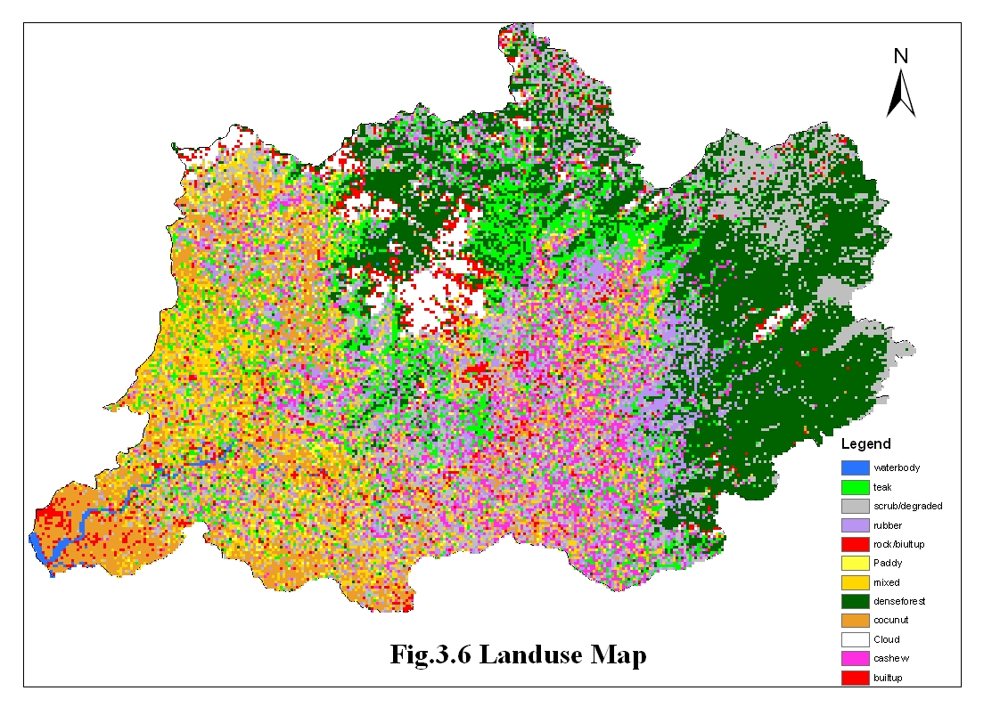 N
Legend
waterbody
teak
scrub/degraded
rubber
rock/biultup
Paddy
mixed
denseforest
cocunut
Cloud
cashew
builtup
Fig.3.6 Landuse Map